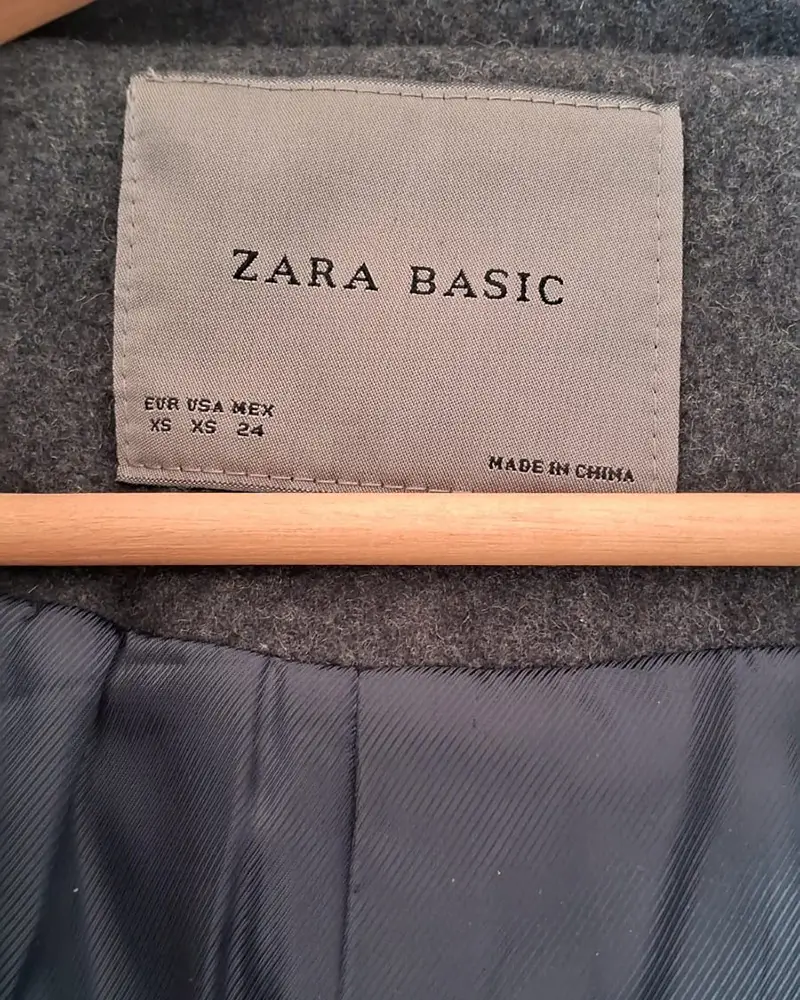 ZARA BASIC
EUR USA MEX
XS XS 24
MADE IN CHINA